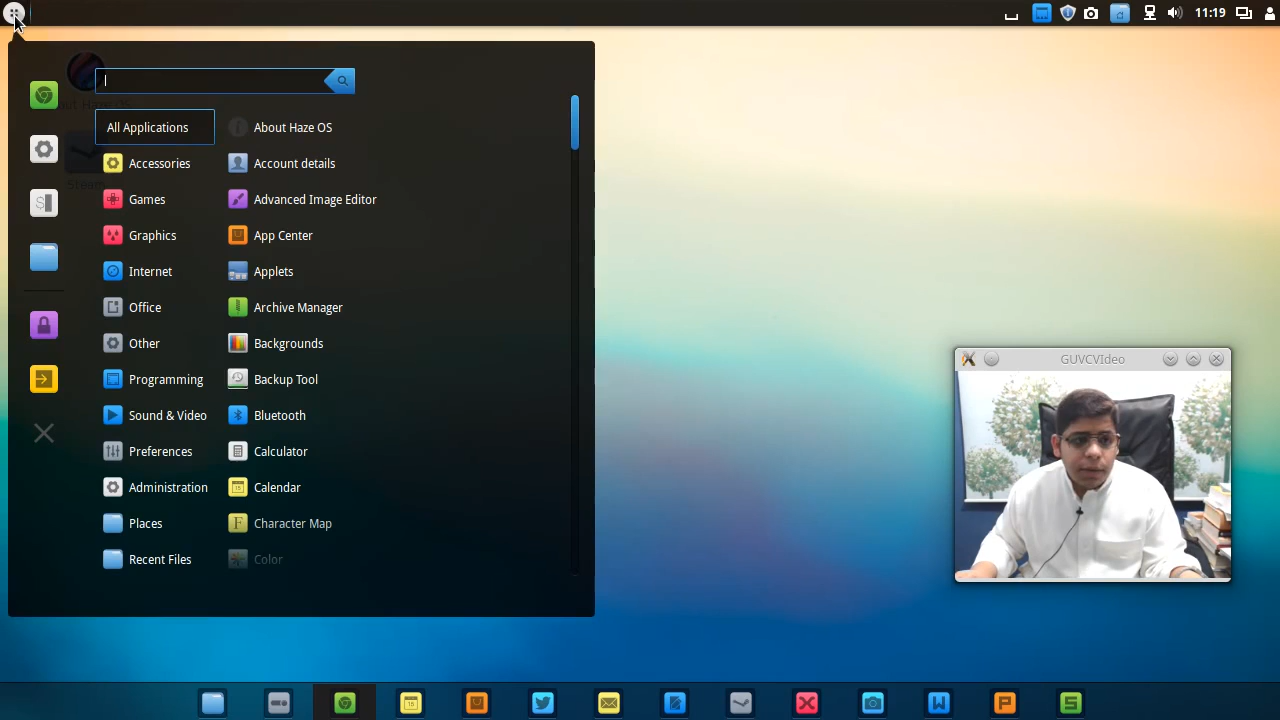 11:19
All Applications
About Haze OS
Accessories
Account details
Games
Advanced Image Editor
Graphics
App Center
Internet
Applets
Office
Archive Manager
Other
Backgrounds
Programming
Backup Tool
Sound & Video
Bluetooth
Preferences
Calculator
Administration
Calendar
Places
Character Map
Recent Files
Color
Steam
GUVCVIdeo